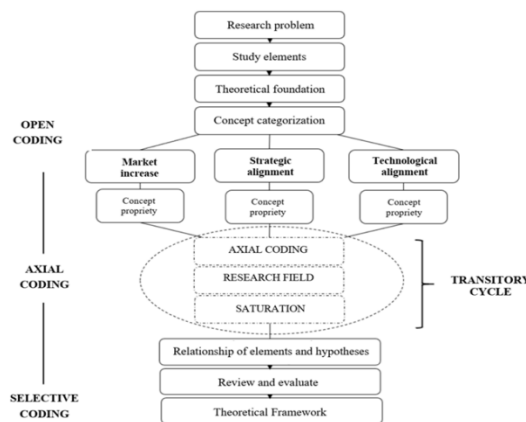 Research problem
Study elements
Theoretical foundation
Concept categorization
OPEN
CODING
Market
increase
Strategic
alignment
Technological
alignment
Concept
propriety
Concept
propriety
Concept
propriety
AXIAL CODING
RESEARCH FIELD
SATURATION
AXIAL
CODING
TRANSITORY
CYCLE
Relationship of elements and hypotheses
Review and evaluate
Theoretical Framework
SELECTIVE
CODING